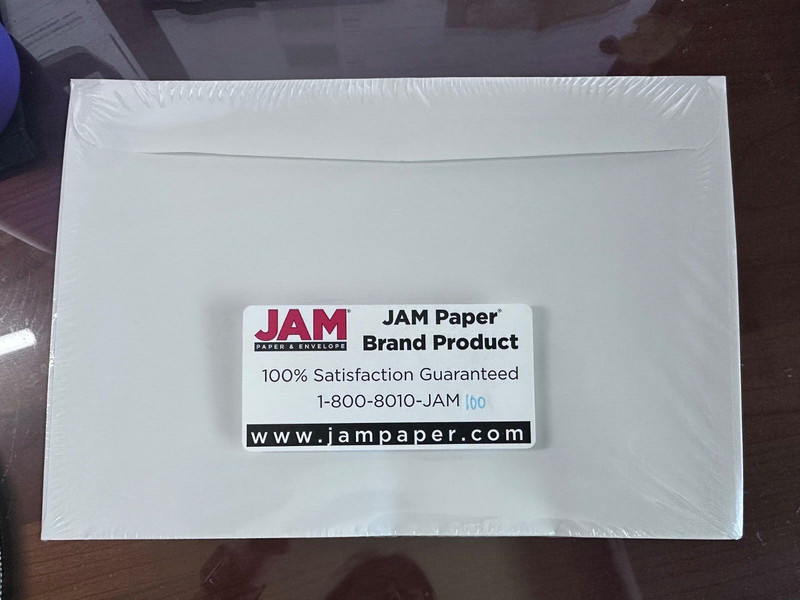 JAM®
PAPER & ENVELOPE
JAM Paper®
Brand Product
100% Satisfaction Guaranteed
1-800-8010-JAM 100
www.jampaper.com